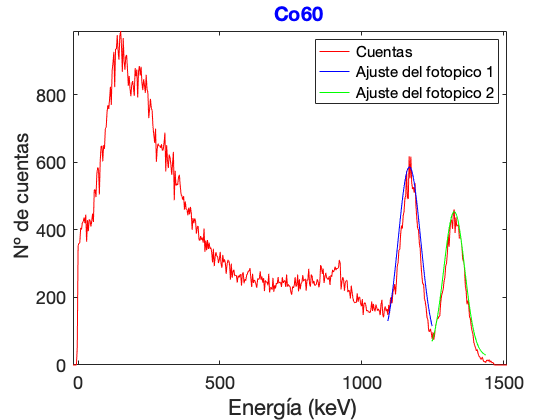 Co60
Cuentas
Ajuste del fotopico 1
Ajuste del fotopico 2
Nº de cuentas
800
600
400
200
0
0
500
1000
1500
Energía (keV)